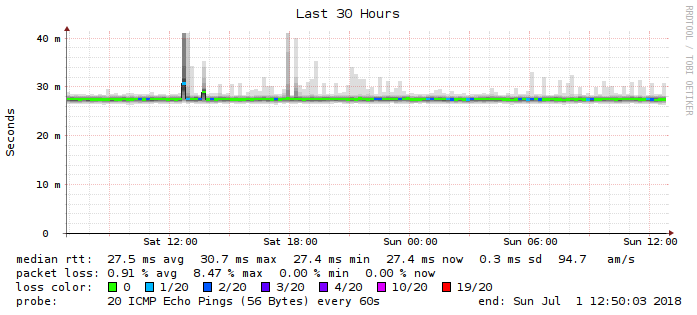 Last 30 Hours
RRDTOOL / TOBI OETIKER
Seconds
40 m
30 m
20 m
10 m
0
Sat 12:00 Sat 18:00 Sun 00:00 Sun 06:00 Sun 12:00
median rtt: 27.5 ms avg 30.7 ms max 27.4 ms min 27.4 ms now 0.3 ms sd 94.7 am/s
packet loss: 0.91 % avg 8.47 % max 0.00 % min 0.00 % now
loss color: 0 1/20 2/20 3/20 4/20 10/20 19/20
probe: 20 ICMP Echo Pings (56 Bytes) every 60s end: Sun Jul 1 12:50:03 2018